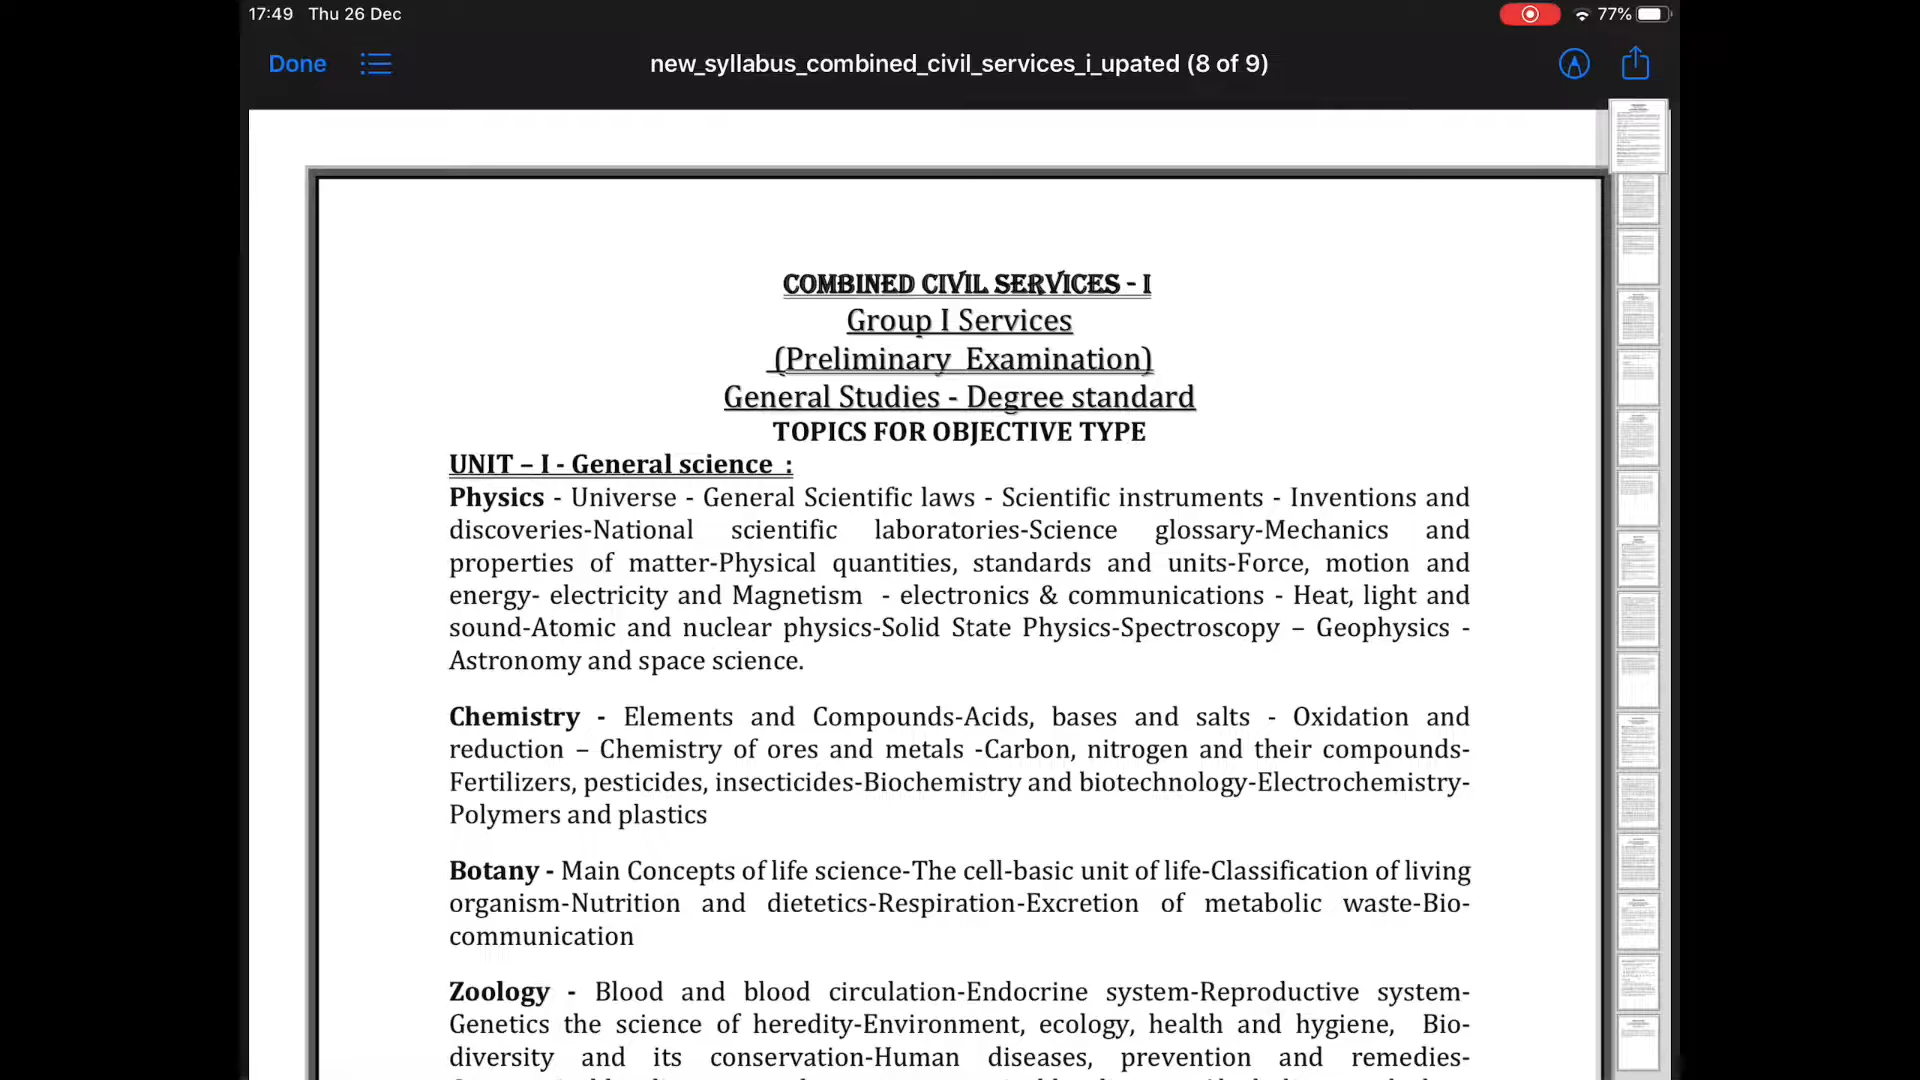 17:49 Thu 26 Dec
77%
Done
new_syllabus_combined_civil_services_i_upated (8 of 9)
COMBINED CIVIL SERVICES - I
Group I Services
(Preliminary Examination)
General Studies - Degree standard
TOPICS FOR OBJECTIVE TYPE
UNIT – I - General science :
Physics - Universe - General Scientific laws - Scientific instruments - Inventions and
discoveries-National scientific laboratories-Science glossary-Mechanics and
properties of matter-Physical quantities, standards and units-Force, motion and
energy- electricity and Magnetism - electronics & communications - Heat, light and
sound-Atomic and nuclear physics-Solid State Physics-Spectroscopy – Geophysics -
Astronomy and space science.
Chemistry - Elements and Compounds-Acids, bases and salts - Oxidation and
reduction – Chemistry of ores and metals -Carbon, nitrogen and their compounds-
Fertilizers, pesticides, insecticides-Biochemistry and biotechnology-Electrochemistry-
Polymers and plastics
Botany - Main Concepts of life science-The cell-basic unit of life-Classification of living
organism-Nutrition and dietetics-Respiration-Excretion of metabolic waste-Bio-
communication
Zoology - Blood and blood circulation-Endocrine system-Reproductive system-
Genetics the science of heredity-Environment, ecology, health and hygiene, Bio-
diversity and its conservation-Human diseases, prevention and remedies-